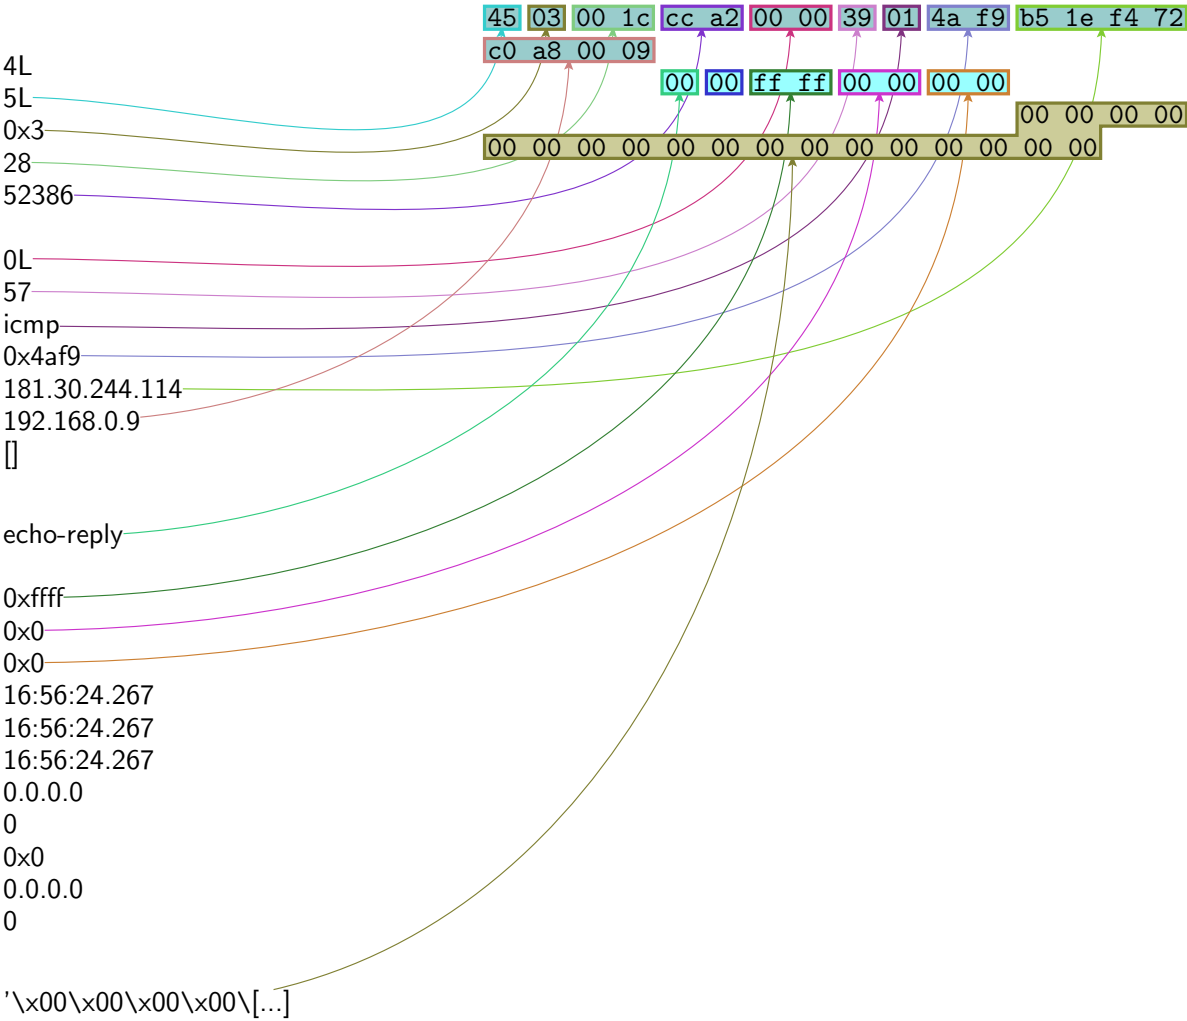 45 03 00 1c cc a2 00 00 39 01 4a f9 b5 1e f4 72
c0 a8 00 09
4L
00 00 ff ff 00 00 00 00
5L
00 00 00 00
0x3
00 00 00 00 00 00 00 00 00 00 00 00 00 00
28
52386
0L
57
icmp
0x4af9
181.30.244.114
192.168.0.9
[]
echo-reply
0xffff
0x0
0x0
16:56:24.267
16:56:24.267
16:56:24.267
0.0.0.0
0
0x0
0.0.0.0
0
'\x00\x00\x00\x00\[...]